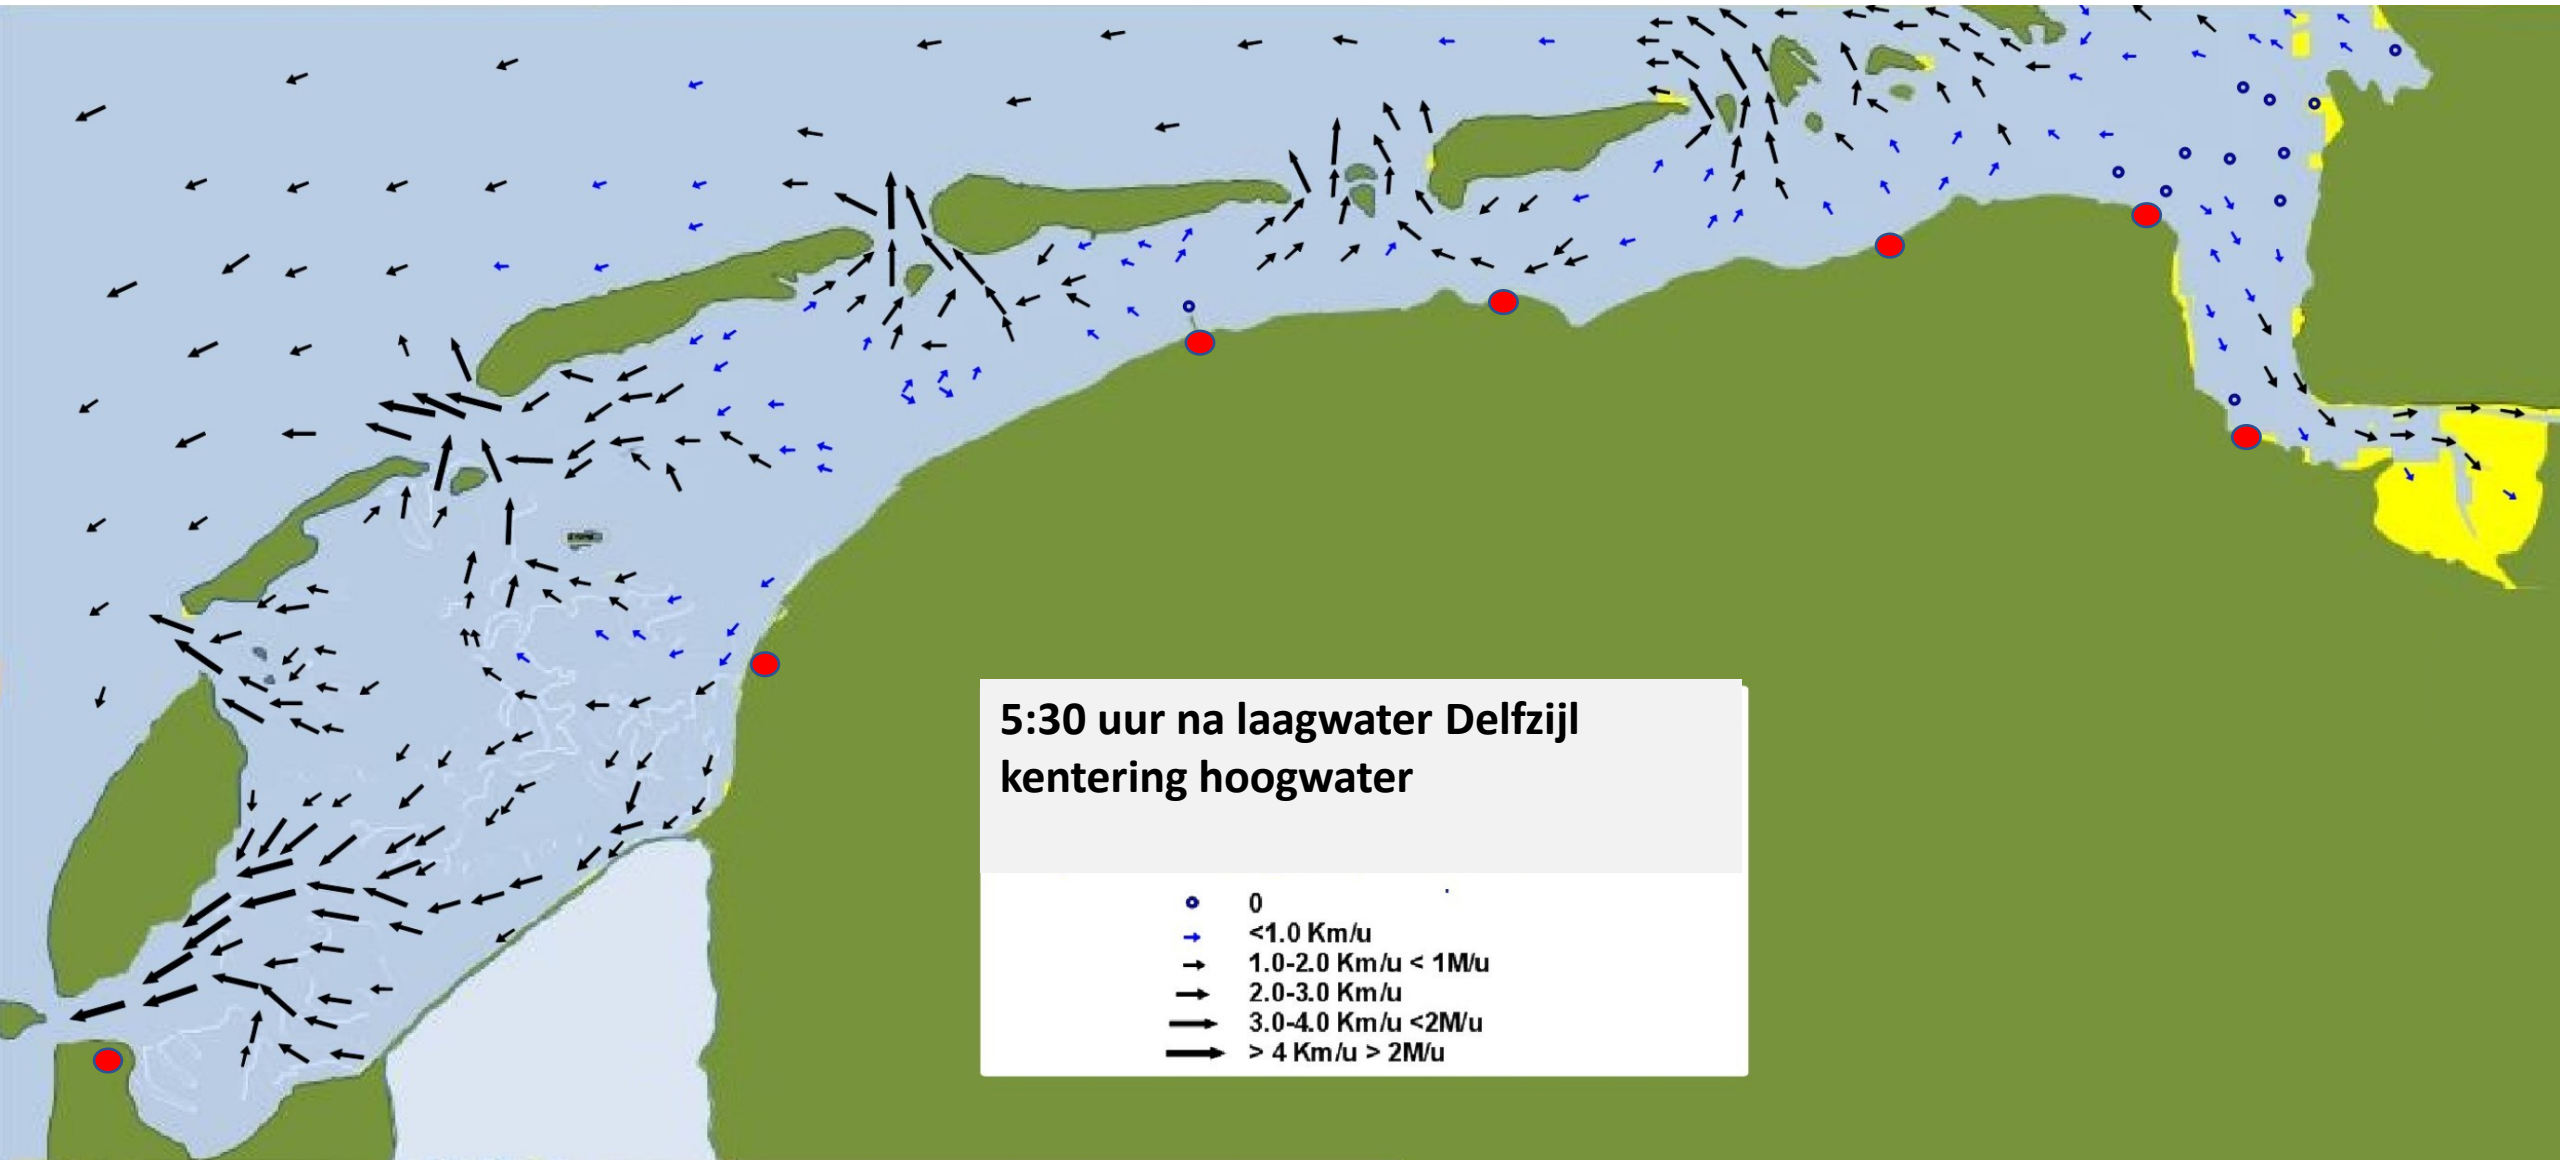 5:30 uur na laagwater Delfzijl
kentering hoogwater
0
<1.0 Km/u
1.0-2.0 Km/u < 1M/u
2.0-3.0 Km/u
3.0-4.0 Km/u <2M/u
> 4 Km/u > 2M/u